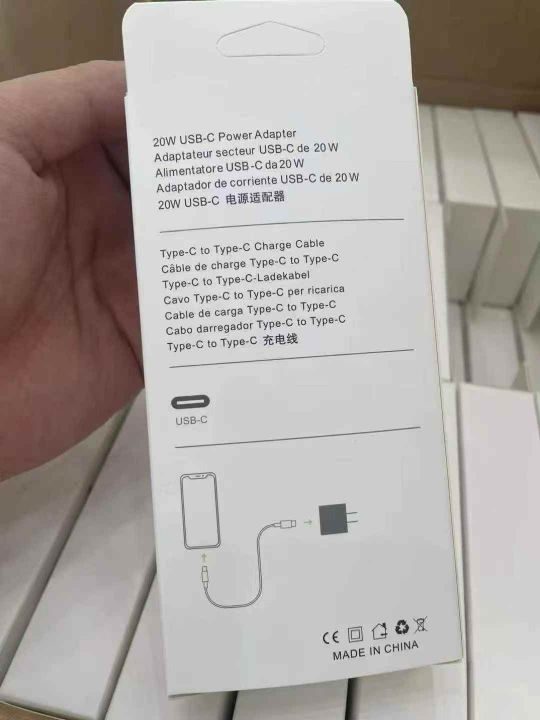 20W USB-C Power Adapter
Adaptateur secteur USB-C de 20 W
Alimentatore USB-C da 20 W
Adaptador de corriente USB-C de 20 W
20W USB-C 电源适配器
Type-C to Type-C Charge Cable
Câble de charge Type-C to Type-C
Type-C to Type-C-Ladekabel
Cavo Type-C to Type-C per ricarica
Cable de carga Type-C to Type-C
Cabo darregador Type-C to Type-C
Type-C to Type-C 充电线
USB-C
CE
MADE IN CHINA